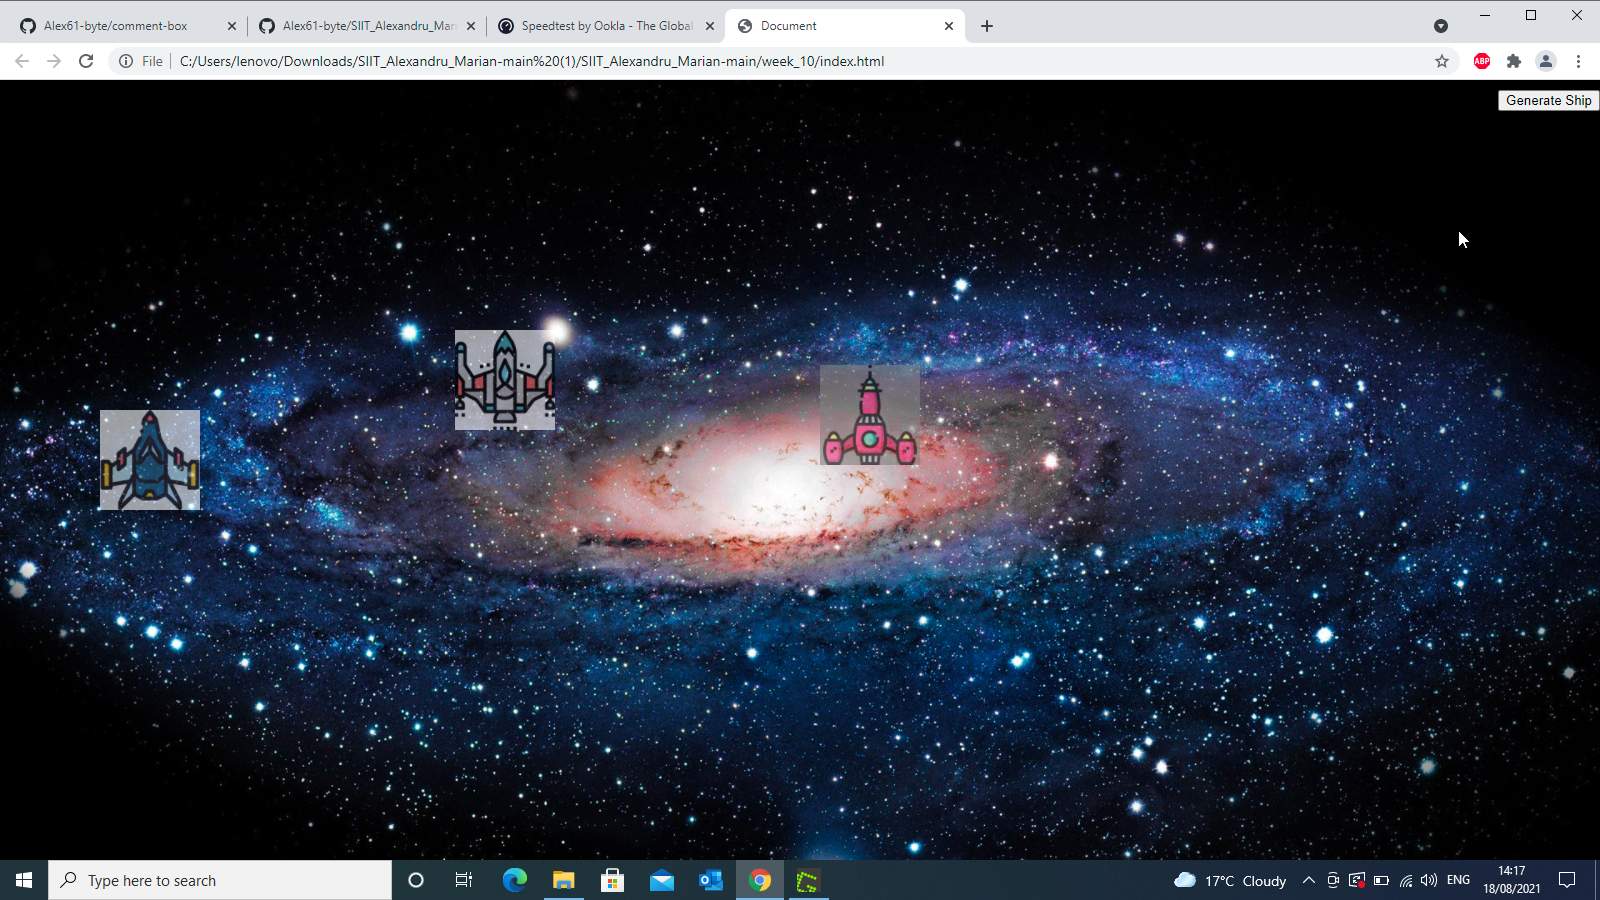 Alex61-byte/comment-box
Alex61-byte/SIIT_Alexandru_Mari
Speedtest by Ookla - The Global
Document
File
C:/Users/lenovo/Downloads/SIIT_Alexandru_Marian-main%20(1)/SIIT_Alexandru_Marian-main/week_10/index.html
ABP
Generate Ship
Type here to search
17°C Cloudy
ENG
14:17
18/08/2021